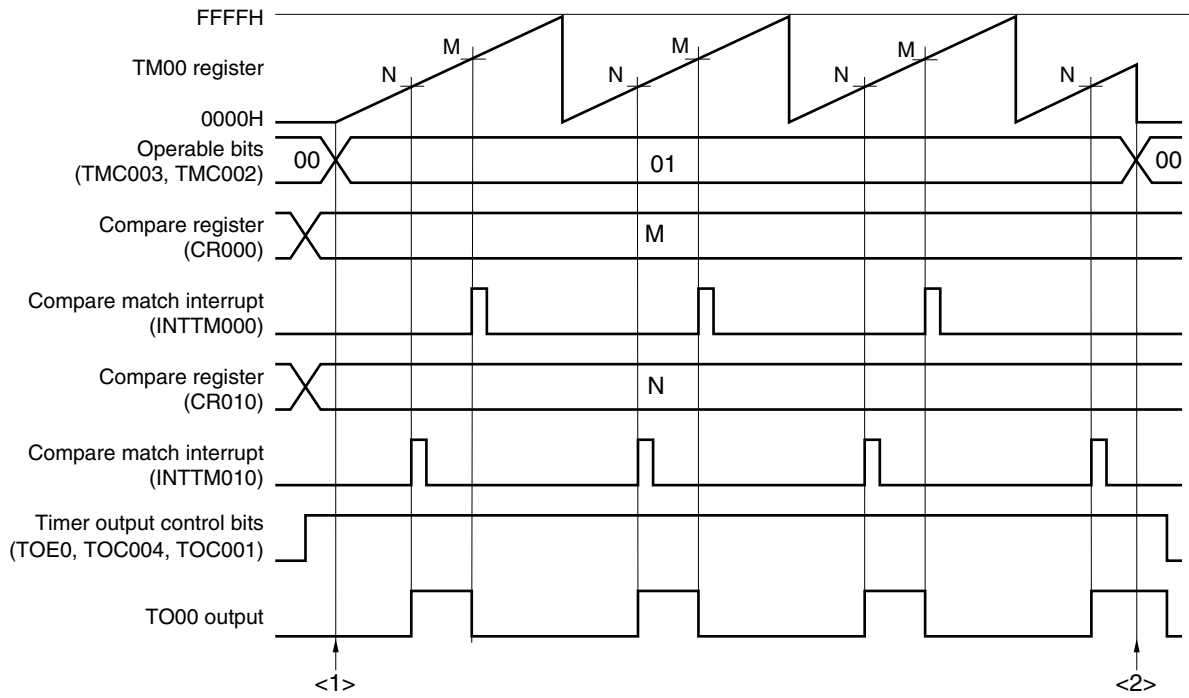 FFFFH
M M M
TM00 register
N N N N
0000H
Operable bits
(TMC003, TMC002)
00 01 00
Compare register
(CR000)
M
Compare match interrupt
(INTTM000)
Compare register
(CR010)
N
Compare match interrupt
(INTTM010)
Timer output control bits
(TOE0, TOC004, TOC001)
TO00 output
<1> <2>